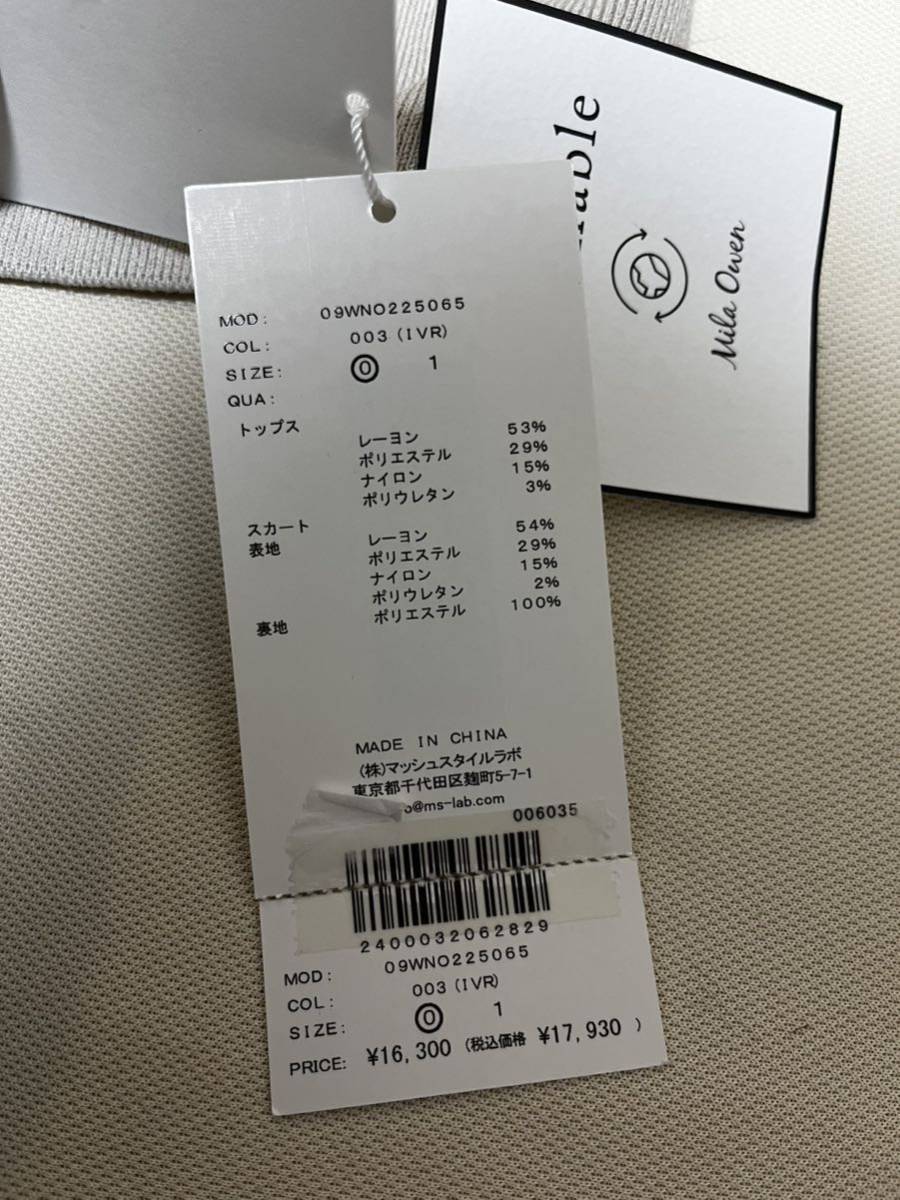 Mila Owen
MOD: 09WNO225065
COL: 003(IVR)
SIZE: 0 1
QUA:
トップス
レーヨン 53%
ポリエステル 29%
ナイロン 15%
ポリウレタン 3%
スカート
表地 レーヨン 54%
ポリエステル 29%
ナイロン 15%
ポリウレタン 2%
裏地 ポリエステル 100%
MADE IN CHINA
(株)マッシュスタイルラボ
東京都千代田区麹町5-7-1
@ms-lab.com
006035
2400032062829
MOD: 09WNO225065
COL: 003(IVR)
SIZE: 0 1
PRICE: ¥16,300 (税込価格 ¥17,930 )